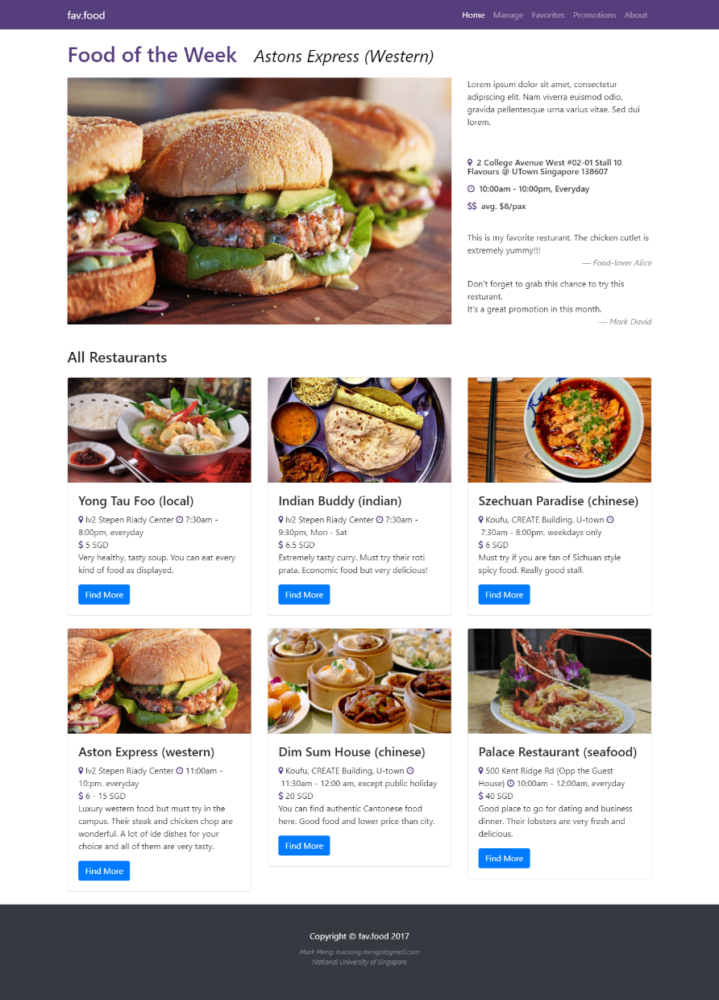 fav.food
Home Manage Favorites Promotions About
Food of the Week Astons Express (Western)
Lorem ipsum dolor sit amet, consectetur
adipiscing elit. Nam viverra euismod odio,
gravida pellentesque urna varius vitae. Sed dui
lorem.
2 College Avenue West #02-01 Stall 10
Flavours @ UTown Singapore 138607
10:00am - 10:00pm, Everyday
$$ avg. $8/pax
This is my favorite resturant. The chicken cutlet is
extremely yummy!!!
— Food-lover Alice
Don't forget to grab this chance to try this
resturant.
It's a great promotion in this month.
— Mark David
All Restaurants
Yong Tau Foo (local)
lv2 Stepen Riady Center 7:30am -
8:00pm, everyday
$ 5 SGD
Very healthy, tasty soup. You can eat every
kind of food as displayed.
Find More
Indian Buddy (indian)
lv2 Stepen Riady Center 7:30am -
9:30pm, Mon - Sat
$ 6.5 SGD
Extremely tasty curry. Must try their roti
prata. Economic food but very delicious!
Find More
Szechuan Paradise (chinese)
Koufu, CREATE Building, U-town
7:30am - 8:00pm, weekdays only
$ 6 SGD
Must try if you are fan of Sichuan style
spicy food. Really good stall.
Find More
Aston Express (western)
lv2 Stepen Riady Center 11:00am -
10:pm. everyday
$ 6 - 15 SGD
Luxury western food but must try in the
campus. Their steak and chicken chop are
wonderful. A lot of ide dishes for your
choice and all of them are very tasty.
Find More
Dim Sum House (chinese)
Koufu, CREATE Building, U-town
11:30am - 12:00 am, except public holiday
$ 20 SGD
You can find authentic Cantonese food
here. Good food and lower price than city.
Find More
Palace Restaurant (seafood)
500 Kent Ridge Rd (Opp the Guest
House) 10:00am - 12:00am, everyday
$ 40 SGD
Good place to go for dating and business
dinner. Their lobsters are very fresh and
delicious.
Find More
Copyright © fav.food 2017
Mark Meng: huasong.meng[at]gmail.com
National University of Singapore